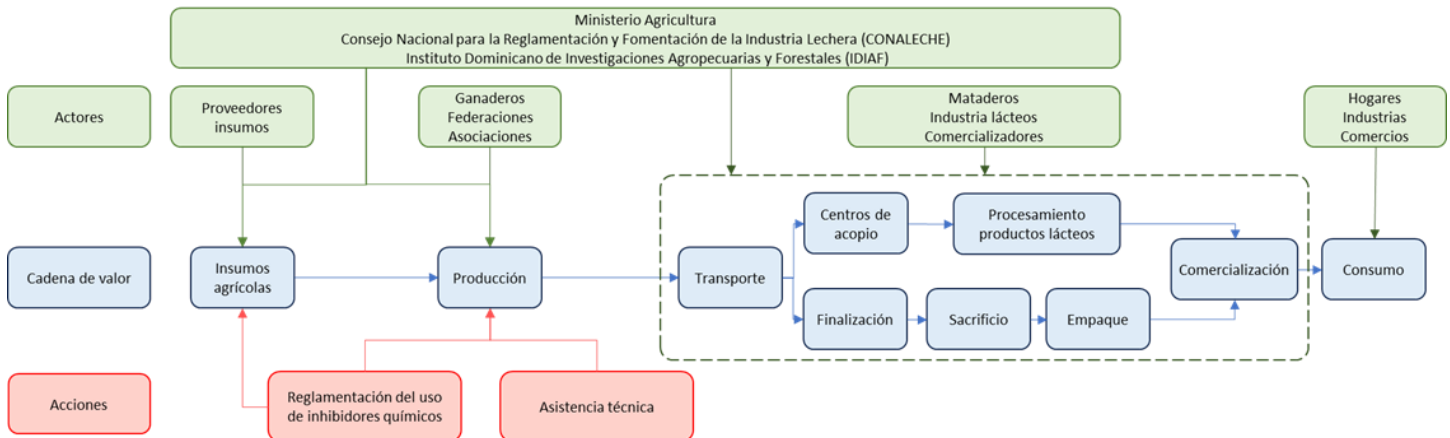 Ministerio Agricultura
Consejo Nacional para la Reglamentación y Fomentación de la Industria Lechera (CONALECHE)
Instituto Dominicano de Investigaciones Agropecuarias y Forestales (IDIAF)
Actores
Proveedores
insumos
Ganaderos
Federaciones
Asociaciones
Mataderos
Industria lácteos
Comercializadores
Hogares
Industrias
Comercios
Cadena de valor
Insumos
agrícolas
Producción
Transporte
Centros de
acopio
Procesamiento
productos lácteos
Finalización
Sacrificio
Empaque
Comercialización
Consumo
Acciones
Reglamentación del uso
de inhibidores químicos
Asistencia técnica